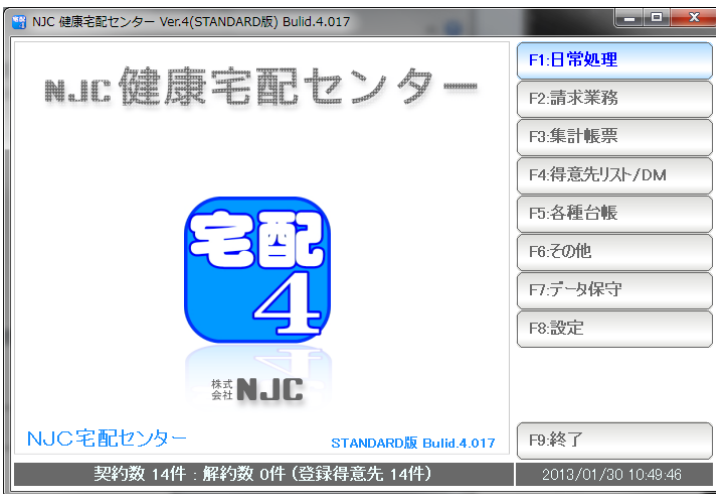 NJC 健康宅配センター Ver.4(STANDARD版) Bulid.4.017
NJC健康宅配センター
宅配
4
株式会社 NJC
NJC宅配センター
STANDARD版 Bulid.4.017
F1:日常処理
F2:請求業務
F3:集計帳票
F4:得意先リスト/DM
F5:各種台帳
F6:その他
F7:データ保守
F8:設定
F9:終了
契約数 14件 : 解約数 0件 (登録得意先 14件)
2013/01/30 10:49:46